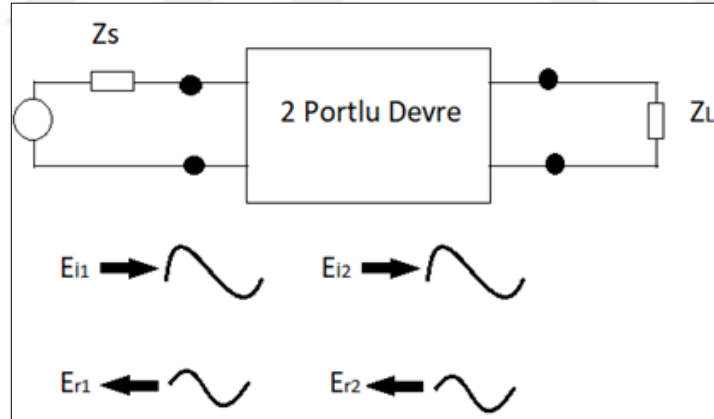 Zs
2 Portlu Devre
ZL
Ei1
Ei2
Er1
Er2